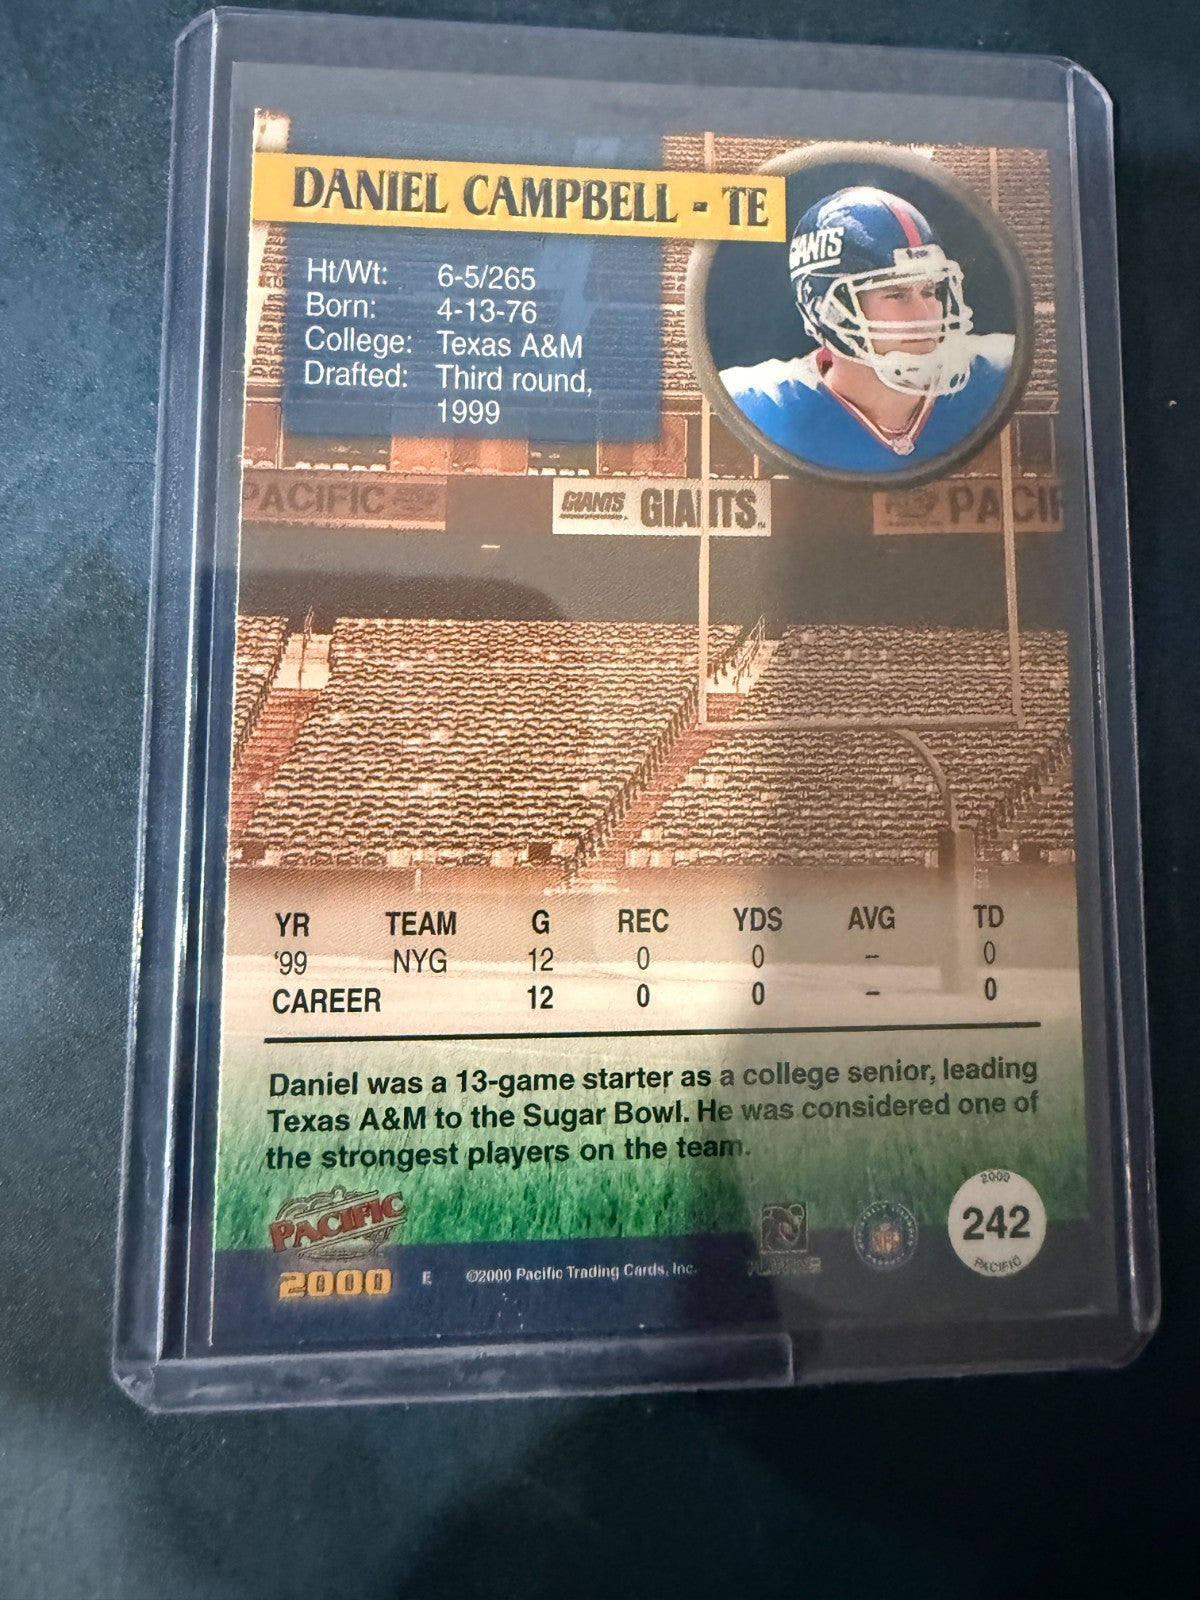 DANIEL CAMPBELL - TE
GIANTS
Ht/Wt: 6-5/265
Born: 4-13-76
College: Texas A&M
Drafted: Third round,
1999
PACIFIC GIANTS GIANTS PACIF
YR TEAM G REC YDS AVG TD
'99 NYG 12 0 0 – 0
CAREER 12 0 0 – 0
Daniel was a 13-game starter as a college senior, leading
Texas A&M to the Sugar Bowl. He was considered one of
the strongest players on the team.
PACIFIC
2000
242
PACIFIC
2000 E ©2000 Pacific Trading Cards, Inc.